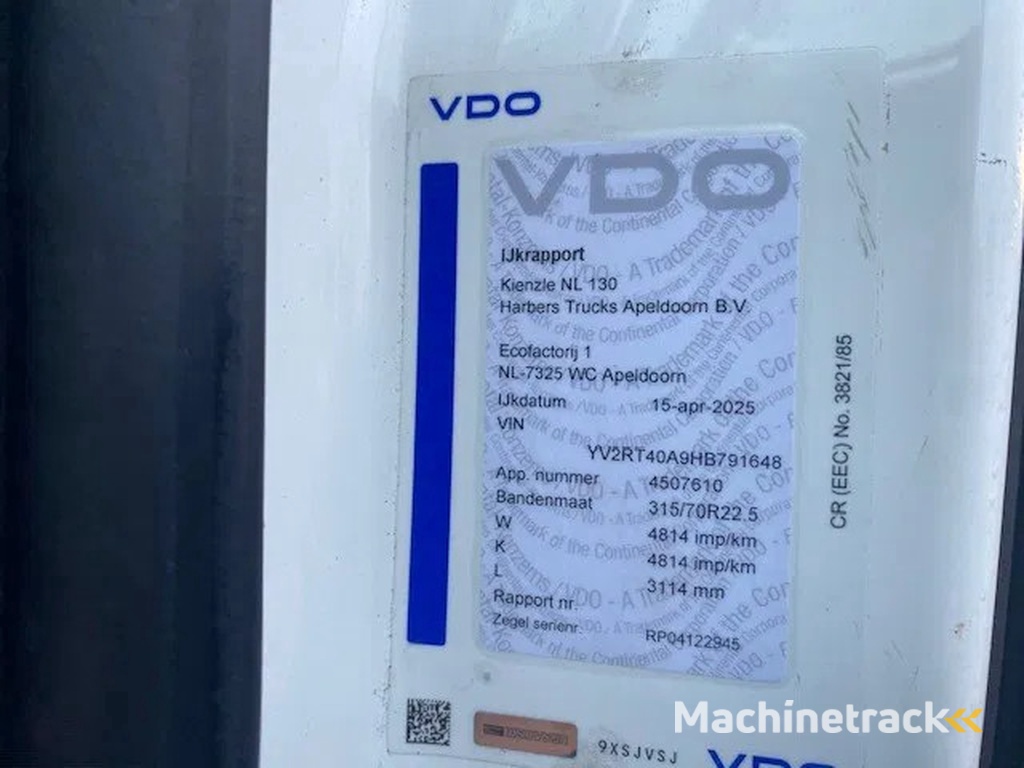 VDO
VDO
IJkrapport
Kienzle NL 130
Harbers Trucks Apeldoorn B.V.
Ecofactorij 1
NL-7325 WC Apeldoorn
IJkdatum 15-apr-2025
VIN
YV2RT40A9HB791648
App. nummer 4507610
Bandenmaat 315/70R22.5
W 4814 imp/km
K 4814 imp/km
L 3114 mm
Rapport nr.
Zegel serienr. RP04122945
CR (EEC) No. 3821/85
9XSJVSJ
VDO
Machinetrack